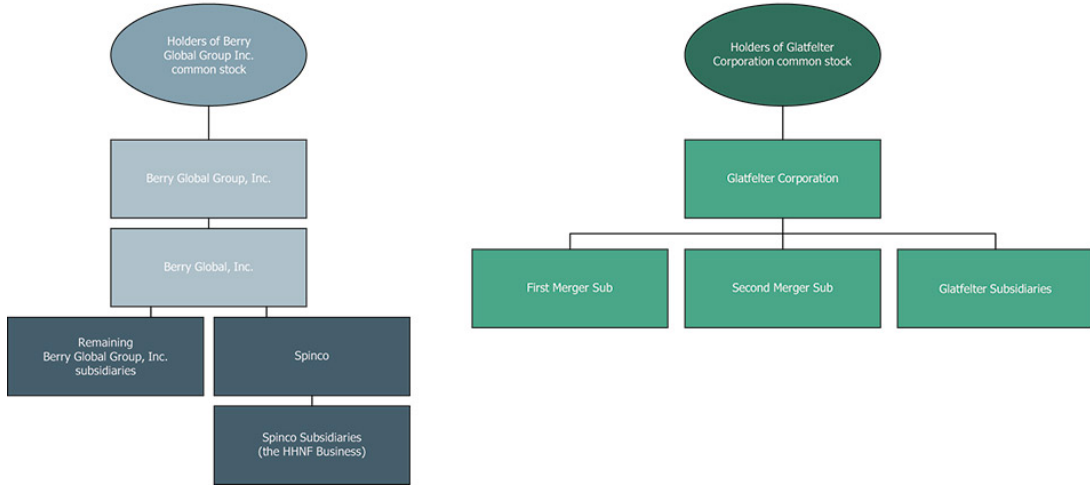 Holders of Berry
Global Group Inc.
common stock
Berry Global Group, Inc.
Berry Global, Inc.
Remaining
Berry Global Group, Inc.
subsidiaries
Spinco
Spinco Subsidiaries
(the HHNF Business)
Holders of Glatfelter
Corporation common stock
Glatfelter Corporation
First Merger Sub
Second Merger Sub
Glatfelter Subsidiaries